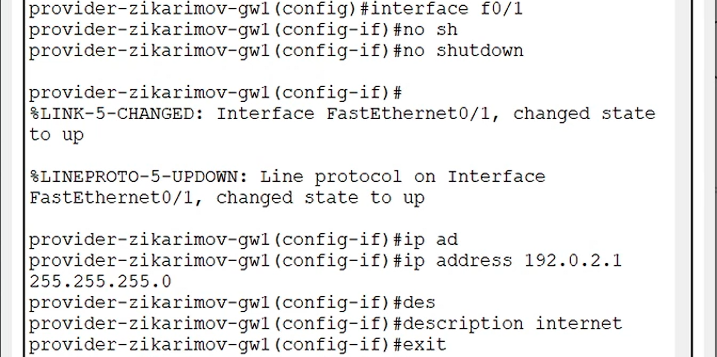 provider-zikarimov-gw1(config)#interface f0/1
provider-zikarimov-gw1(config-if)#no sh
provider-zikarimov-gw1(config-if)#no shutdown
provider-zikarimov-gw1(config-if)#
%LINK-5-CHANGED: Interface FastEthernet0/1, changed state
to up
%LINEPROTO-5-UPDOWN: Line protocol on Interface
FastEthernet0/1, changed state to up
provider-zikarimov-gw1(config-if)#ip ad
provider-zikarimov-gw1(config-if)#ip address 192.0.2.1
255.255.255.0
provider-zikarimov-gw1(config-if)#des
provider-zikarimov-gw1(config-if)#description internet
provider-zikarimov-gw1(config-if)#exit